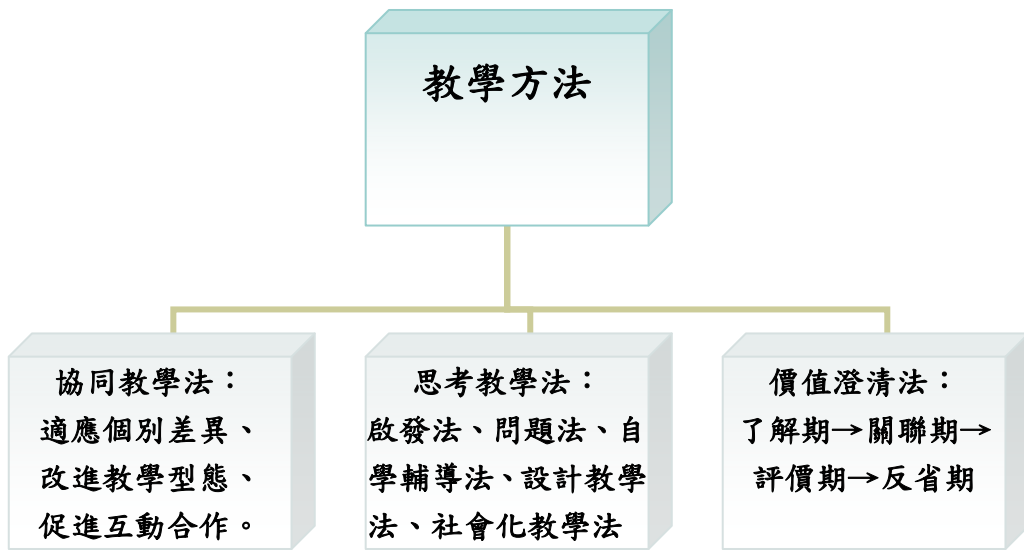 教學方法
協同教學法：
適應個別差異、
改進教學型態、
促進互動合作。
思考教學法：
啟發法、問題法、自
學輔導法、設計教學
法、社會化教學法
價值澄清法：
了解期→關聯期→
評價期→反省期